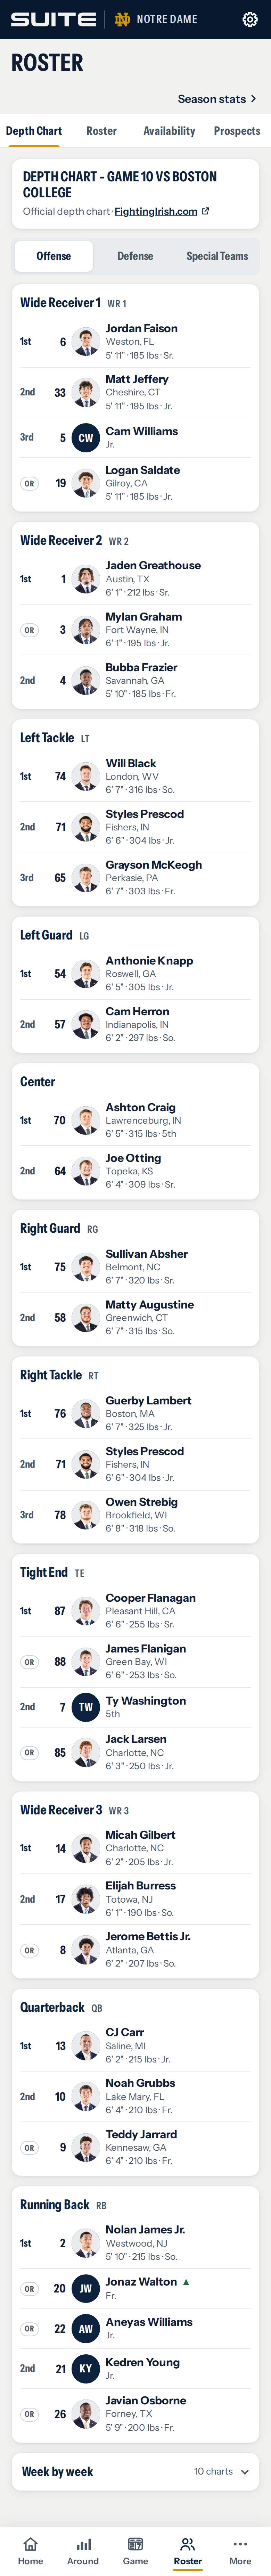 SUITE
NOTRE DAME
ROSTER
Season stats
Depth Chart
Roster
Availability
Prospects
DEPTH CHART - GAME 10 VS BOSTON
COLLEGE
Official depth chart · FightingIrish.com
Offense
Defense
Special Teams
Wide Receiver 1 WR 1
1st 6 Jordan Faison
Weston, FL
5' 11" · 185 lbs · Sr.
2nd 33 Matt Jeffery
Cheshire, CT
5' 11" · 195 lbs · Jr.
3rd 5 CW Cam Williams
Jr.
OR 19 Logan Saldate
Gilroy, CA
5' 11" · 185 lbs · Jr.
Wide Receiver 2 WR 2
1st 1 Jaden Greathouse
Austin, TX
6' 1" · 212 lbs · Sr.
OR 3 Mylan Graham
Fort Wayne, IN
6' 1" · 195 lbs · Jr.
2nd 4 Bubba Frazier
Savannah, GA
5' 10" · 185 lbs · Fr.
Left Tackle LT
1st 74 Will Black
London, WV
6' 7" · 316 lbs · So.
2nd 71 Styles Prescod
Fishers, IN
6' 6" · 304 lbs · Jr.
3rd 65 Grayson McKeogh
Perkasie, PA
6' 7" · 303 lbs · Fr.
Left Guard LG
1st 54 Anthonie Knapp
Roswell, GA
6' 5" · 305 lbs · Jr.
2nd 57 Cam Herron
Indianapolis, IN
6' 2" · 297 lbs · So.
Center
1st 70 Ashton Craig
Lawrenceburg, IN
6' 5" · 315 lbs · 5th
2nd 64 Joe Otting
Topeka, KS
6' 4" · 309 lbs · Sr.
Right Guard RG
1st 75 Sullivan Absher
Belmont, NC
6' 7" · 320 lbs · Sr.
2nd 58 Matty Augustine
Greenwich, CT
6' 7" · 315 lbs · So.
Right Tackle RT
1st 76 Guerby Lambert
Boston, MA
6' 7" · 325 lbs · Jr.
2nd 71 Styles Prescod
Fishers, IN
6' 6" · 304 lbs · Jr.
3rd 78 Owen Strebig
Brookfield, WI
6' 8" · 318 lbs · So.
Tight End TE
1st 87 Cooper Flanagan
Pleasant Hill, CA
6' 6" · 255 lbs · Sr.
OR 88 James Flanigan
Green Bay, WI
6' 6" · 253 lbs · So.
2nd 7 TW Ty Washington
5th
OR 85 Jack Larsen
Charlotte, NC
6' 3" · 250 lbs · Jr.
Wide Receiver 3 WR 3
1st 14 Micah Gilbert
Charlotte, NC
6' 2" · 205 lbs · Jr.
2nd 17 Elijah Burress
Totowa, NJ
6' 1" · 190 lbs · So.
OR 8 Jerome Bettis Jr.
Atlanta, GA
6' 2" · 207 lbs · So.
Quarterback QB
1st 13 CJ Carr
Saline, MI
6' 2" · 215 lbs · Jr.
2nd 10 Noah Grubbs
Lake Mary, FL
6' 4" · 210 lbs · Fr.
OR 9 Teddy Jarrard
Kennesaw, GA
6' 4" · 210 lbs · Fr.
Running Back RB
1st 2 Nolan James Jr.
Westwood, NJ
5' 10" · 215 lbs · So.
OR 20 JW Jonaz Walton ▲
Fr.
OR 22 AW Aneyas Williams
Jr.
2nd 21 KY Kedren Young
Jr.
OR 26 Javian Osborne
Forney, TX
5' 9" · 200 lbs · Fr.
Week by week 10 charts
Home
Around
Game
Roster
More